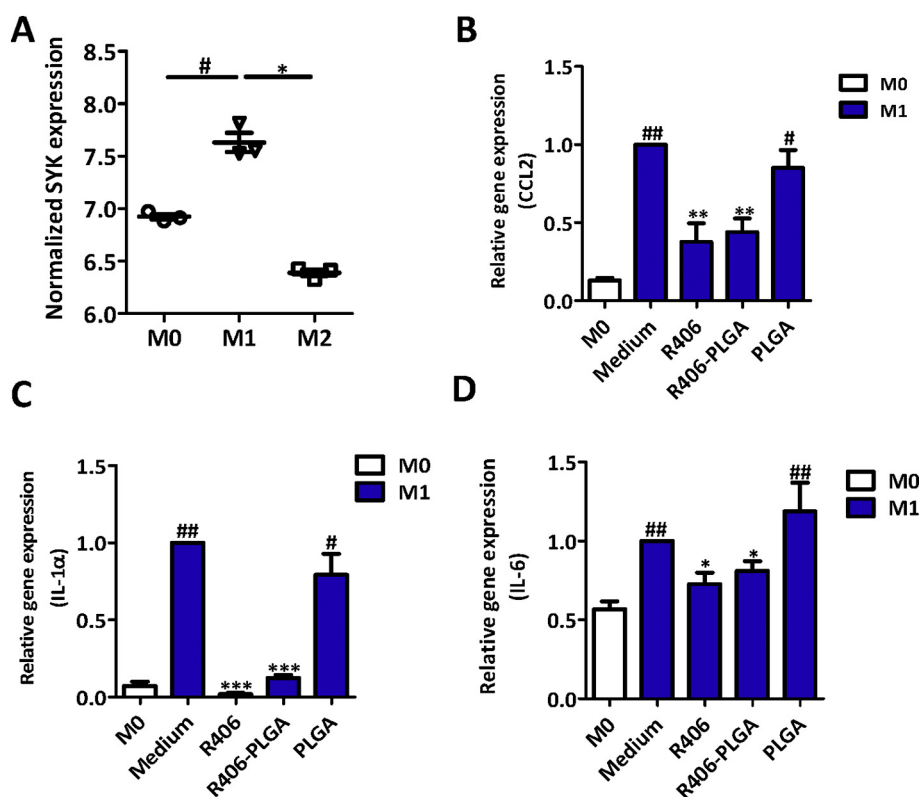 A
Normalized SYK expression
8.5
8.0
7.5
7.0
6.5
6.0
#
*
M0
M1
M2
B
Relative gene expression
(CCL2)
1.5
1.0
0.5
0.0
##
**
**
#
M0
Medium
R406
R406-PLGA
PLGA
M0
M1
C
Relative gene expression
(IL-1α)
1.5
1.0
0.5
0.0
##
***
***
#
M0
Medium
R406
R406-PLGA
PLGA
M0
M1
D
Relative gene expression
(IL-6)
1.5
1.0
0.5
0.0
##
*
*
##
M0
Medium
R406
R406-PLGA
PLGA
M0
M1